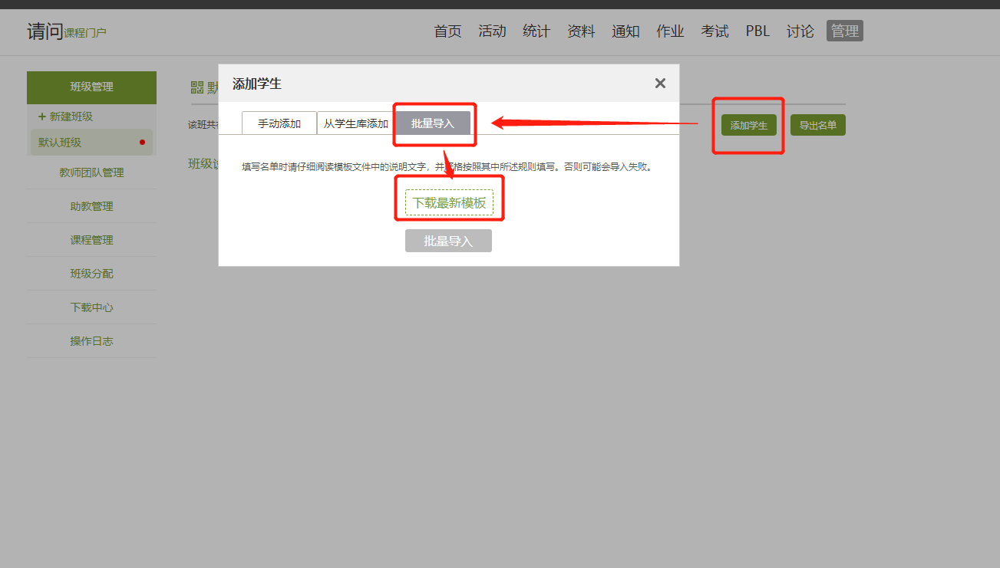 请问课程门户
首页 活动 统计 资料 通知 作业 考试 PBL 讨论 管理
班级管理
+ 新建班级
默认班级
教师团队管理
助教管理
课程管理
班级分配
下载中心
操作日志
默
该班共
班级
添加学生 导出名单
添加学生
手动添加 从学生库添加 批量导入
填写名单时请仔细阅读模板文件中的说明文字，并严格按照其中所述规则填写。否则可能会导入失败。
下载最新模板
批量导入